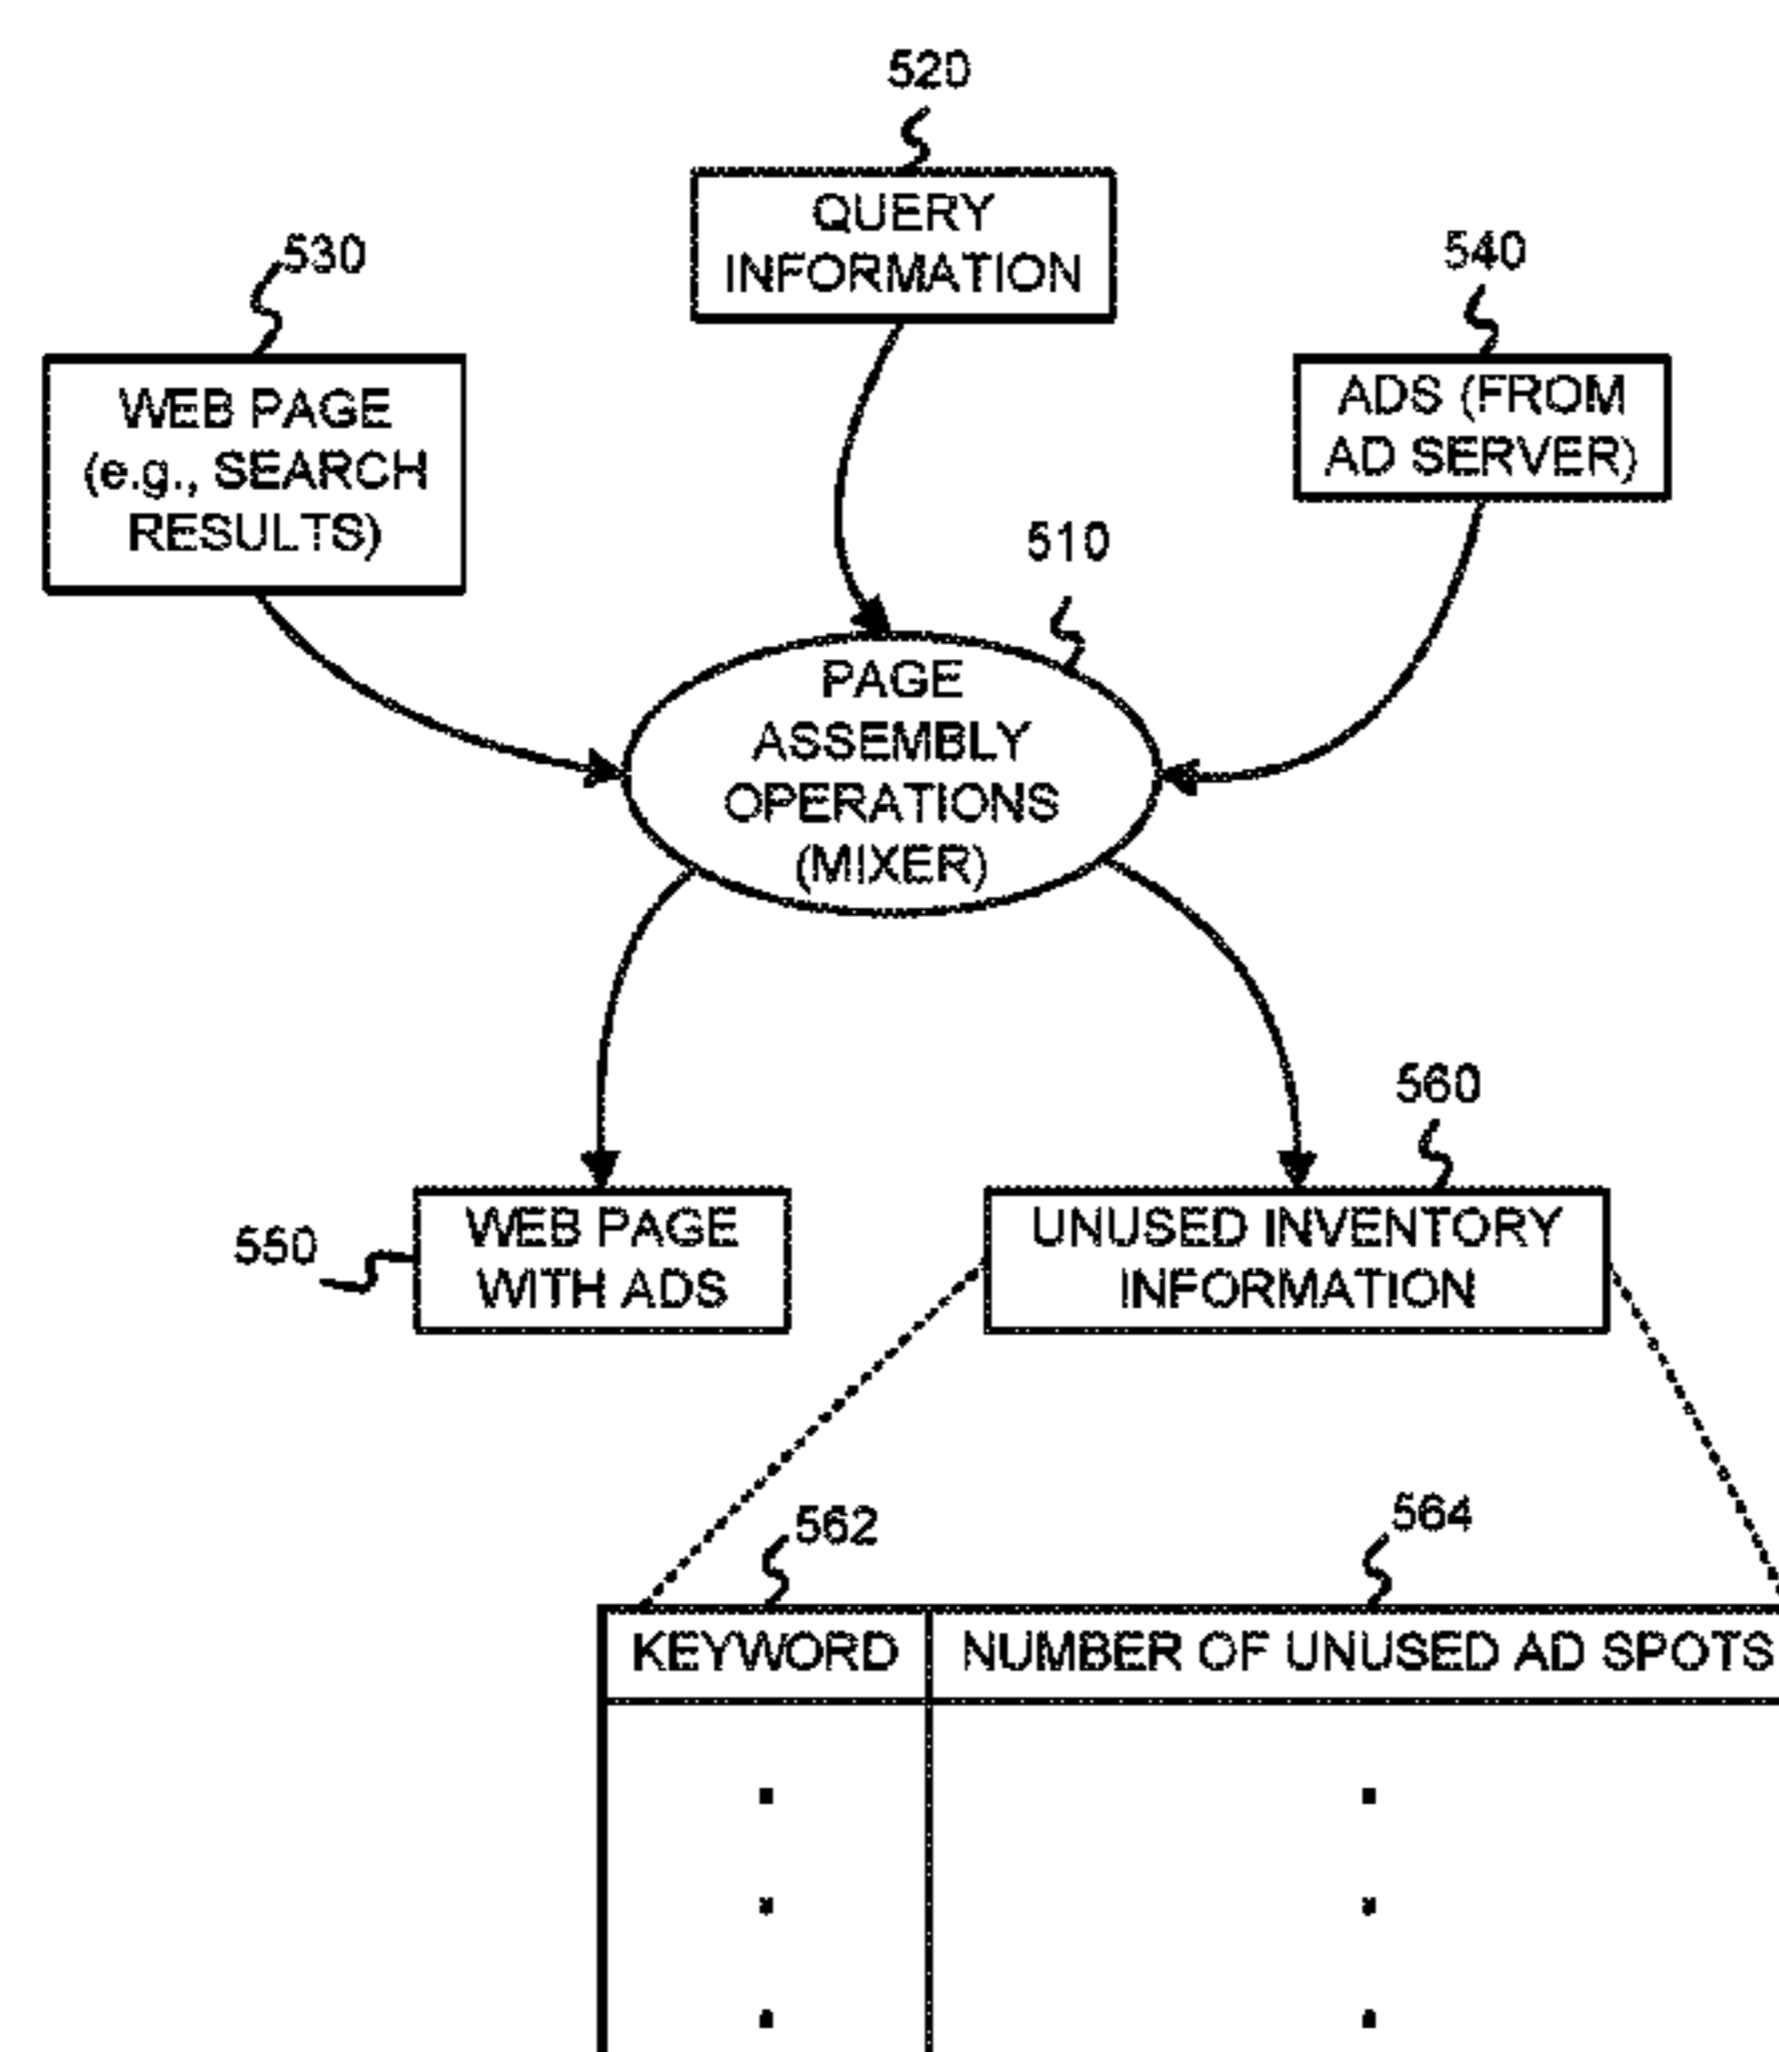 520
QUERY
INFORMATION
530
WEB PAGE
(e.g., SEARCH
RESULTS)
540
ADS (FROM
AD SERVER)
510
PAGE
ASSEMBLY
OPERATIONS
(MIXER)
550
WEB PAGE
WITH ADS
560
UNUSED INVENTORY
INFORMATION
562
564
KEYWORD
NUMBER OF UNUSED AD SPOTS